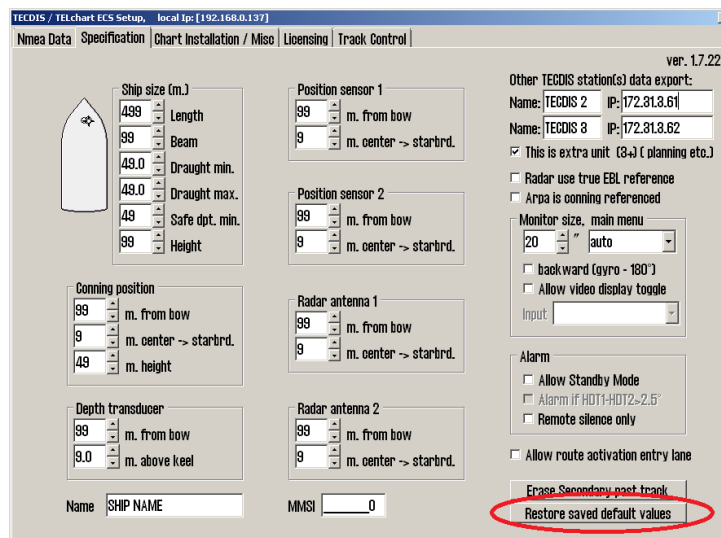 TECDIS / TELchart ECS Setup,    local Ip: [192.168.0.137]
Nmea Data Specification Chart Installation / Misc Licensing Track Control
ver. 1.7.22
Ship size (m.)
499 Length
99 Beam
49.0 Draught min.
49.0 Draught max.
49 Safe dpt. min.
99 Height
Conning position
99 m. from bow
9 m. center -> starbrd.
49 m. height
Depth transducer
99 m. from bow
9.0 m. above keel
Name SHIP NAME
Position sensor 1
99 m. from bow
9 m. center -> starbrd.
Position sensor 2
99 m. from bow
9 m. center -> starbrd.
Radar antenna 1
99 m. from bow
9 m. center -> starbrd.
Radar antenna 2
99 m. from bow
9 m. center -> starbrd.
MMSI 0
Other TECDIS station(s) data export:
Name: TECDIS 2 IP: 172.31.3.61
Name: TECDIS 3 IP: 172.31.3.62
This is extra unit (3+) ( planning etc.)
Radar use true EBL reference
Arpa is conning referenced
Monitor size, main menu
20 " auto
backward (gyro - 180°)
Allow video display toggle
Input
Alarm
Allow Standby Mode
Alarm if HDT1-HDT2>2.5°
Remote silence only
Allow route activation entry lane
Erase Secondary past track
Restore saved default values